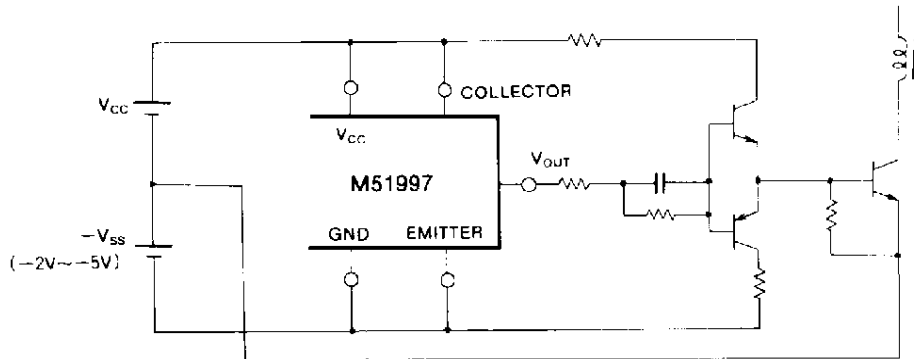 COLLECTOR
VCC
VCC
VOUT
M51997
-VSS
(-2V~-5V)
GND EMITTER